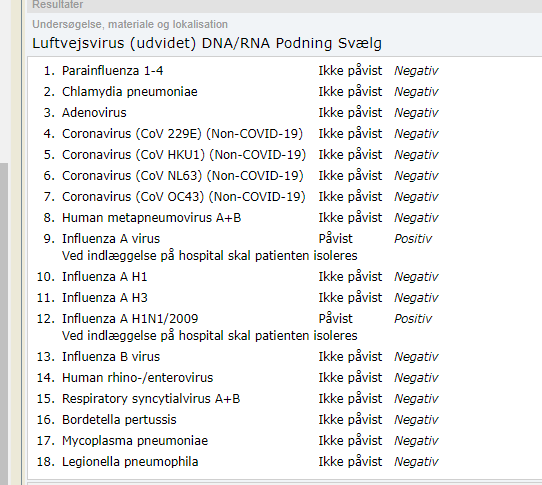 Resultater
Undersøgelse, materiale og lokalisation
Luftvejsvirus (udvidet) DNA/RNA Podning Svælg
1. Parainfluenza 1-4 Ikke påvist Negativ
2. Chlamydia pneumoniae Ikke påvist Negativ
3. Adenovirus Ikke påvist Negativ
4. Coronavirus (CoV 229E) (Non-COVID-19) Ikke påvist Negativ
5. Coronavirus (CoV HKU1) (Non-COVID-19) Ikke påvist Negativ
6. Coronavirus (CoV NL63) (Non-COVID-19) Ikke påvist Negativ
7. Coronavirus (CoV OC43) (Non-COVID-19) Ikke påvist Negativ
8. Human metapneumovirus A+B Ikke påvist Negativ
9. Influenza A virus Påvist Positiv
Ved indlæggelse på hospital skal patienten isoleres
10. Influenza A H1 Ikke påvist Negativ
11. Influenza A H3 Ikke påvist Negativ
12. Influenza A H1N1/2009 Påvist Positiv
Ved indlæggelse på hospital skal patienten isoleres
13. Influenza B virus Ikke påvist Negativ
14. Human rhino-/enterovirus Ikke påvist Negativ
15. Respiratory syncytialvirus A+B Ikke påvist Negativ
16. Bordetella pertussis Ikke påvist Negativ
17. Mycoplasma pneumoniae Ikke påvist Negativ
18. Legionella pneumophila Ikke påvist Negativ